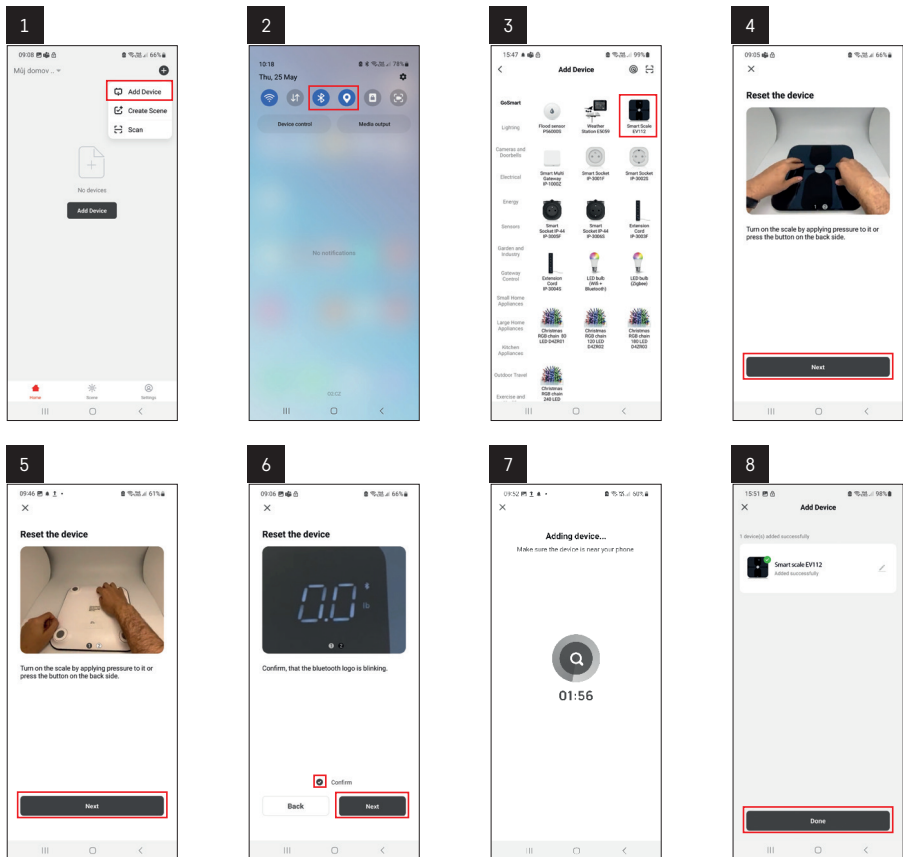 1
09:08 66%
Můj domov ..
Add Device
Create Scene
Scan
No devices
Add Device
Home Scene Settings
2
10:18 78%
Thu, 25 May
Device control Media output
No notifications
O2 CZ
3
15:47 99%
Add Device
GoSmart
Lighting
Cameras and
Doorbells
Electrical
Energy
Sensors
Garden and
Industry
Gateway
Control
Small Home
Appliances
Large Home
Appliances
Kitchen
Appliances
Outdoor Travel
Exercise and
Flood sensor
P56000S
Weather
Station E5059
Smart Scale
EV112
Smart Multi
Gateway
IP-1000Z
Smart Socket
IP-3001F
Smart Socket
IP-3002S
Smart
Socket IP-44
IP-3005F
Smart
Socket IP-44
IP-3006S
Extension
Cord
IP-3003F
Extension
Cord
IP-3004S
LED bulb
(Wifi +
Bluetooth)
LED bulb
(Zigbee)
Christmas
RGB chain 80
LED D4ZR01
Christmas
RGB chain
120 LED
D4ZR02
Christmas
RGB chain
180 LED
D4ZR03
Christmas
RGB chain
240 LED
4
09:05 66%
Reset the device
1 2
Turn on the scale by applying pressure to it or
press the button on the back side.
Next
5
09:46 61%
Reset the device
1 2
Turn on the scale by applying pressure to it or
press the button on the back side.
Next
6
09:06 66%
Reset the device
0.0
lb
1 2
Confirm, that the bluetooth logo is blinking.
Confirm
Back Next
7
09:52 60%
Adding device...
Make sure the device is near your phone
01:56
8
15:51 98%
Add Device
1 device(s) added successfully
Smart scale EV112
Added successfully
Done